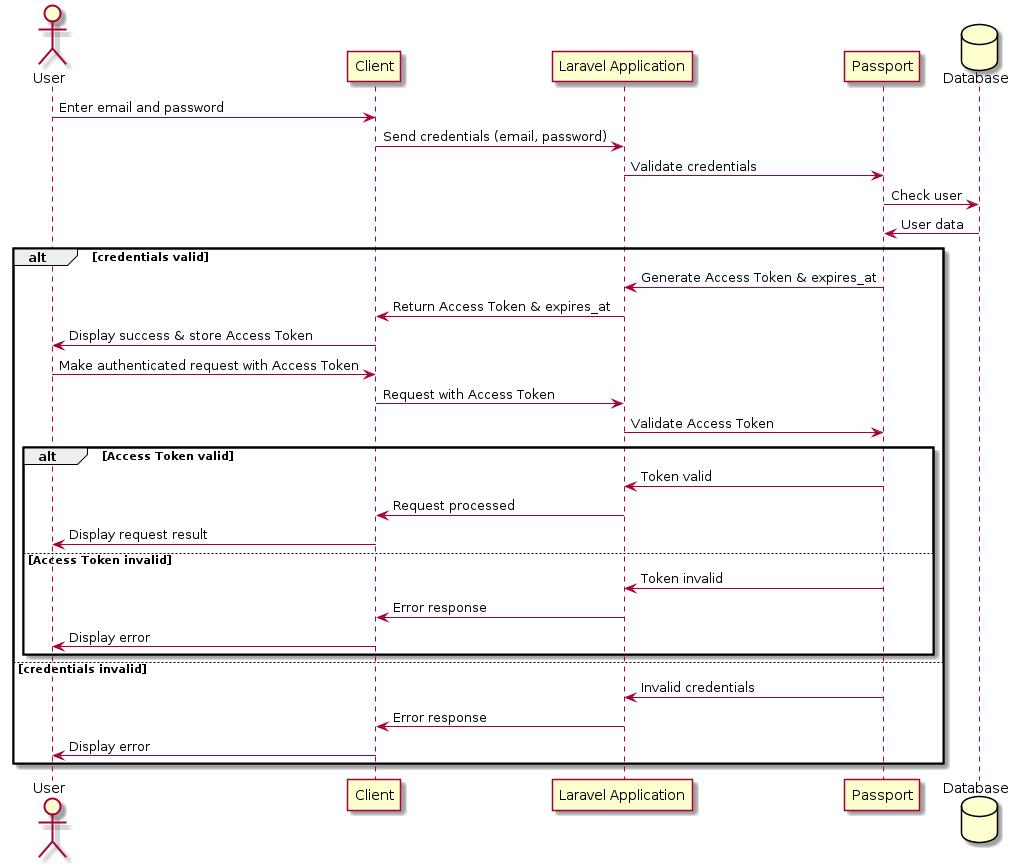 User
Client
Laravel Application
Passport
Database
Enter email and password
Send credentials (email, password)
Validate credentials
Check user
User data
alt [credentials valid]
Generate Access Token & expires_at
Return Access Token & expires_at
Display success & store Access Token
Make authenticated request with Access Token
Request with Access Token
Validate Access Token
alt [Access Token valid]
Token valid
Request processed
Display request result
[Access Token invalid]
Token invalid
Error response
Display error
[credentials invalid]
Invalid credentials
Error response
Display error
User
Client
Laravel Application
Passport
Database